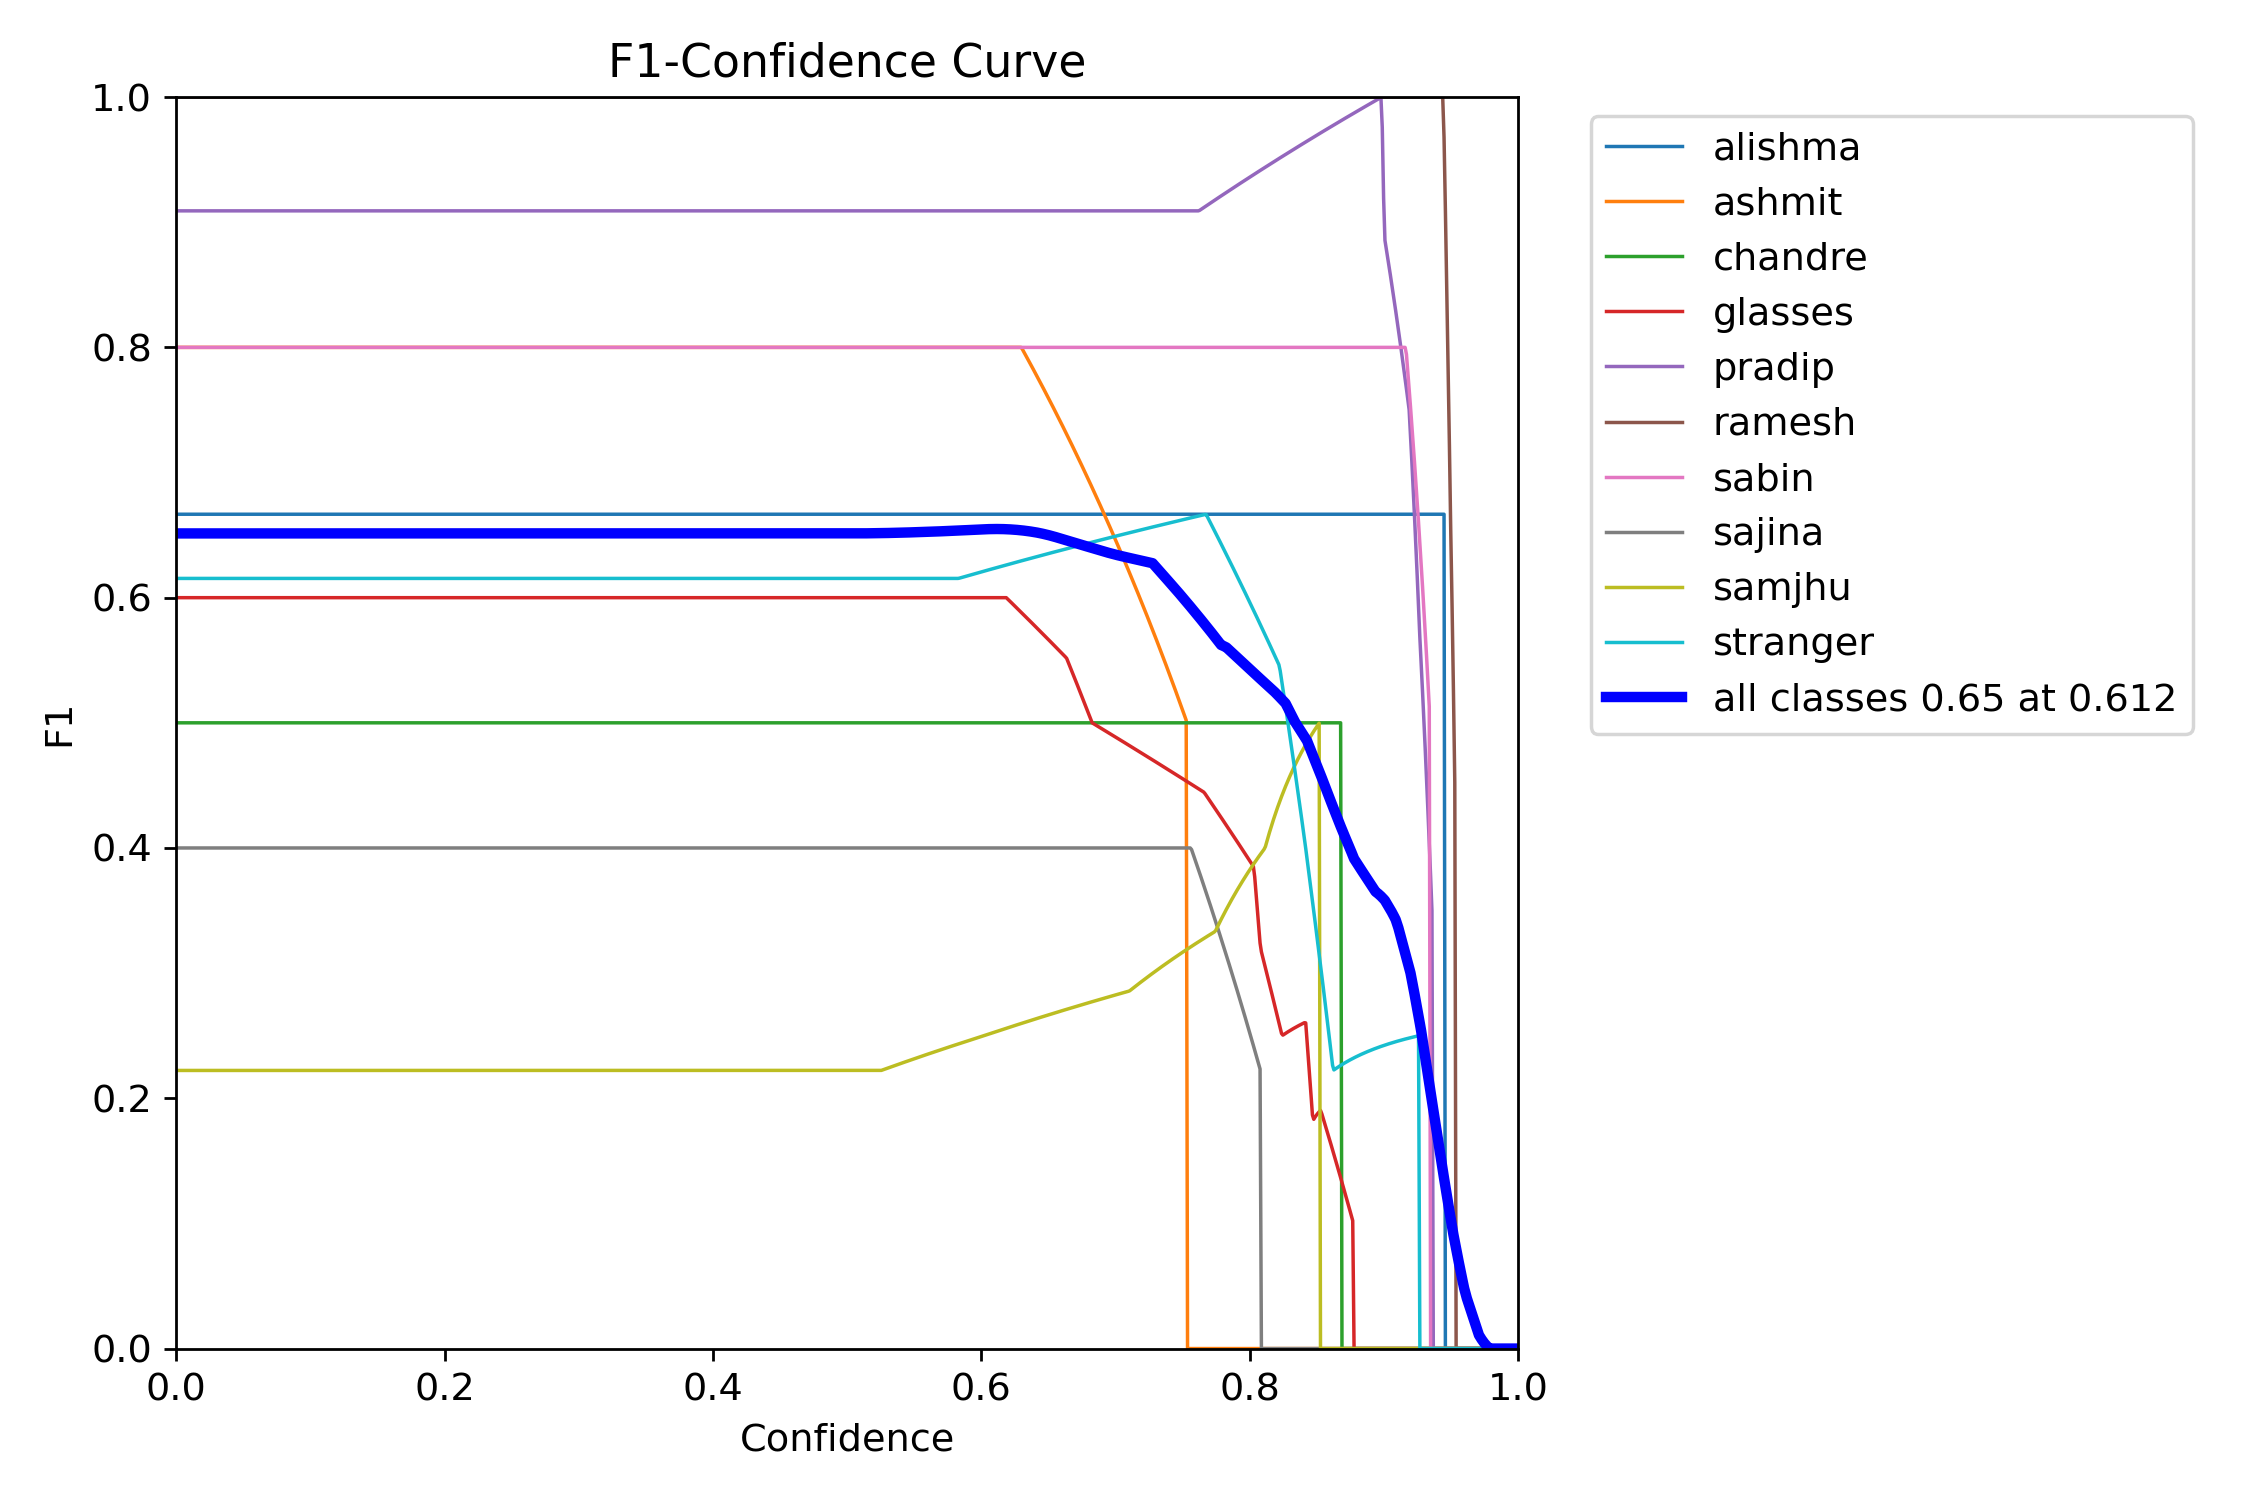 F1-Confidence Curve
1.0
0.8
0.6
0.4
0.2
0.0
F1
0.0 0.2 0.4 0.6 0.8 1.0
Confidence
alishma
ashmit
chandre
glasses
pradip
ramesh
sabin
sajina
samjhu
stranger
all classes 0.65 at 0.612